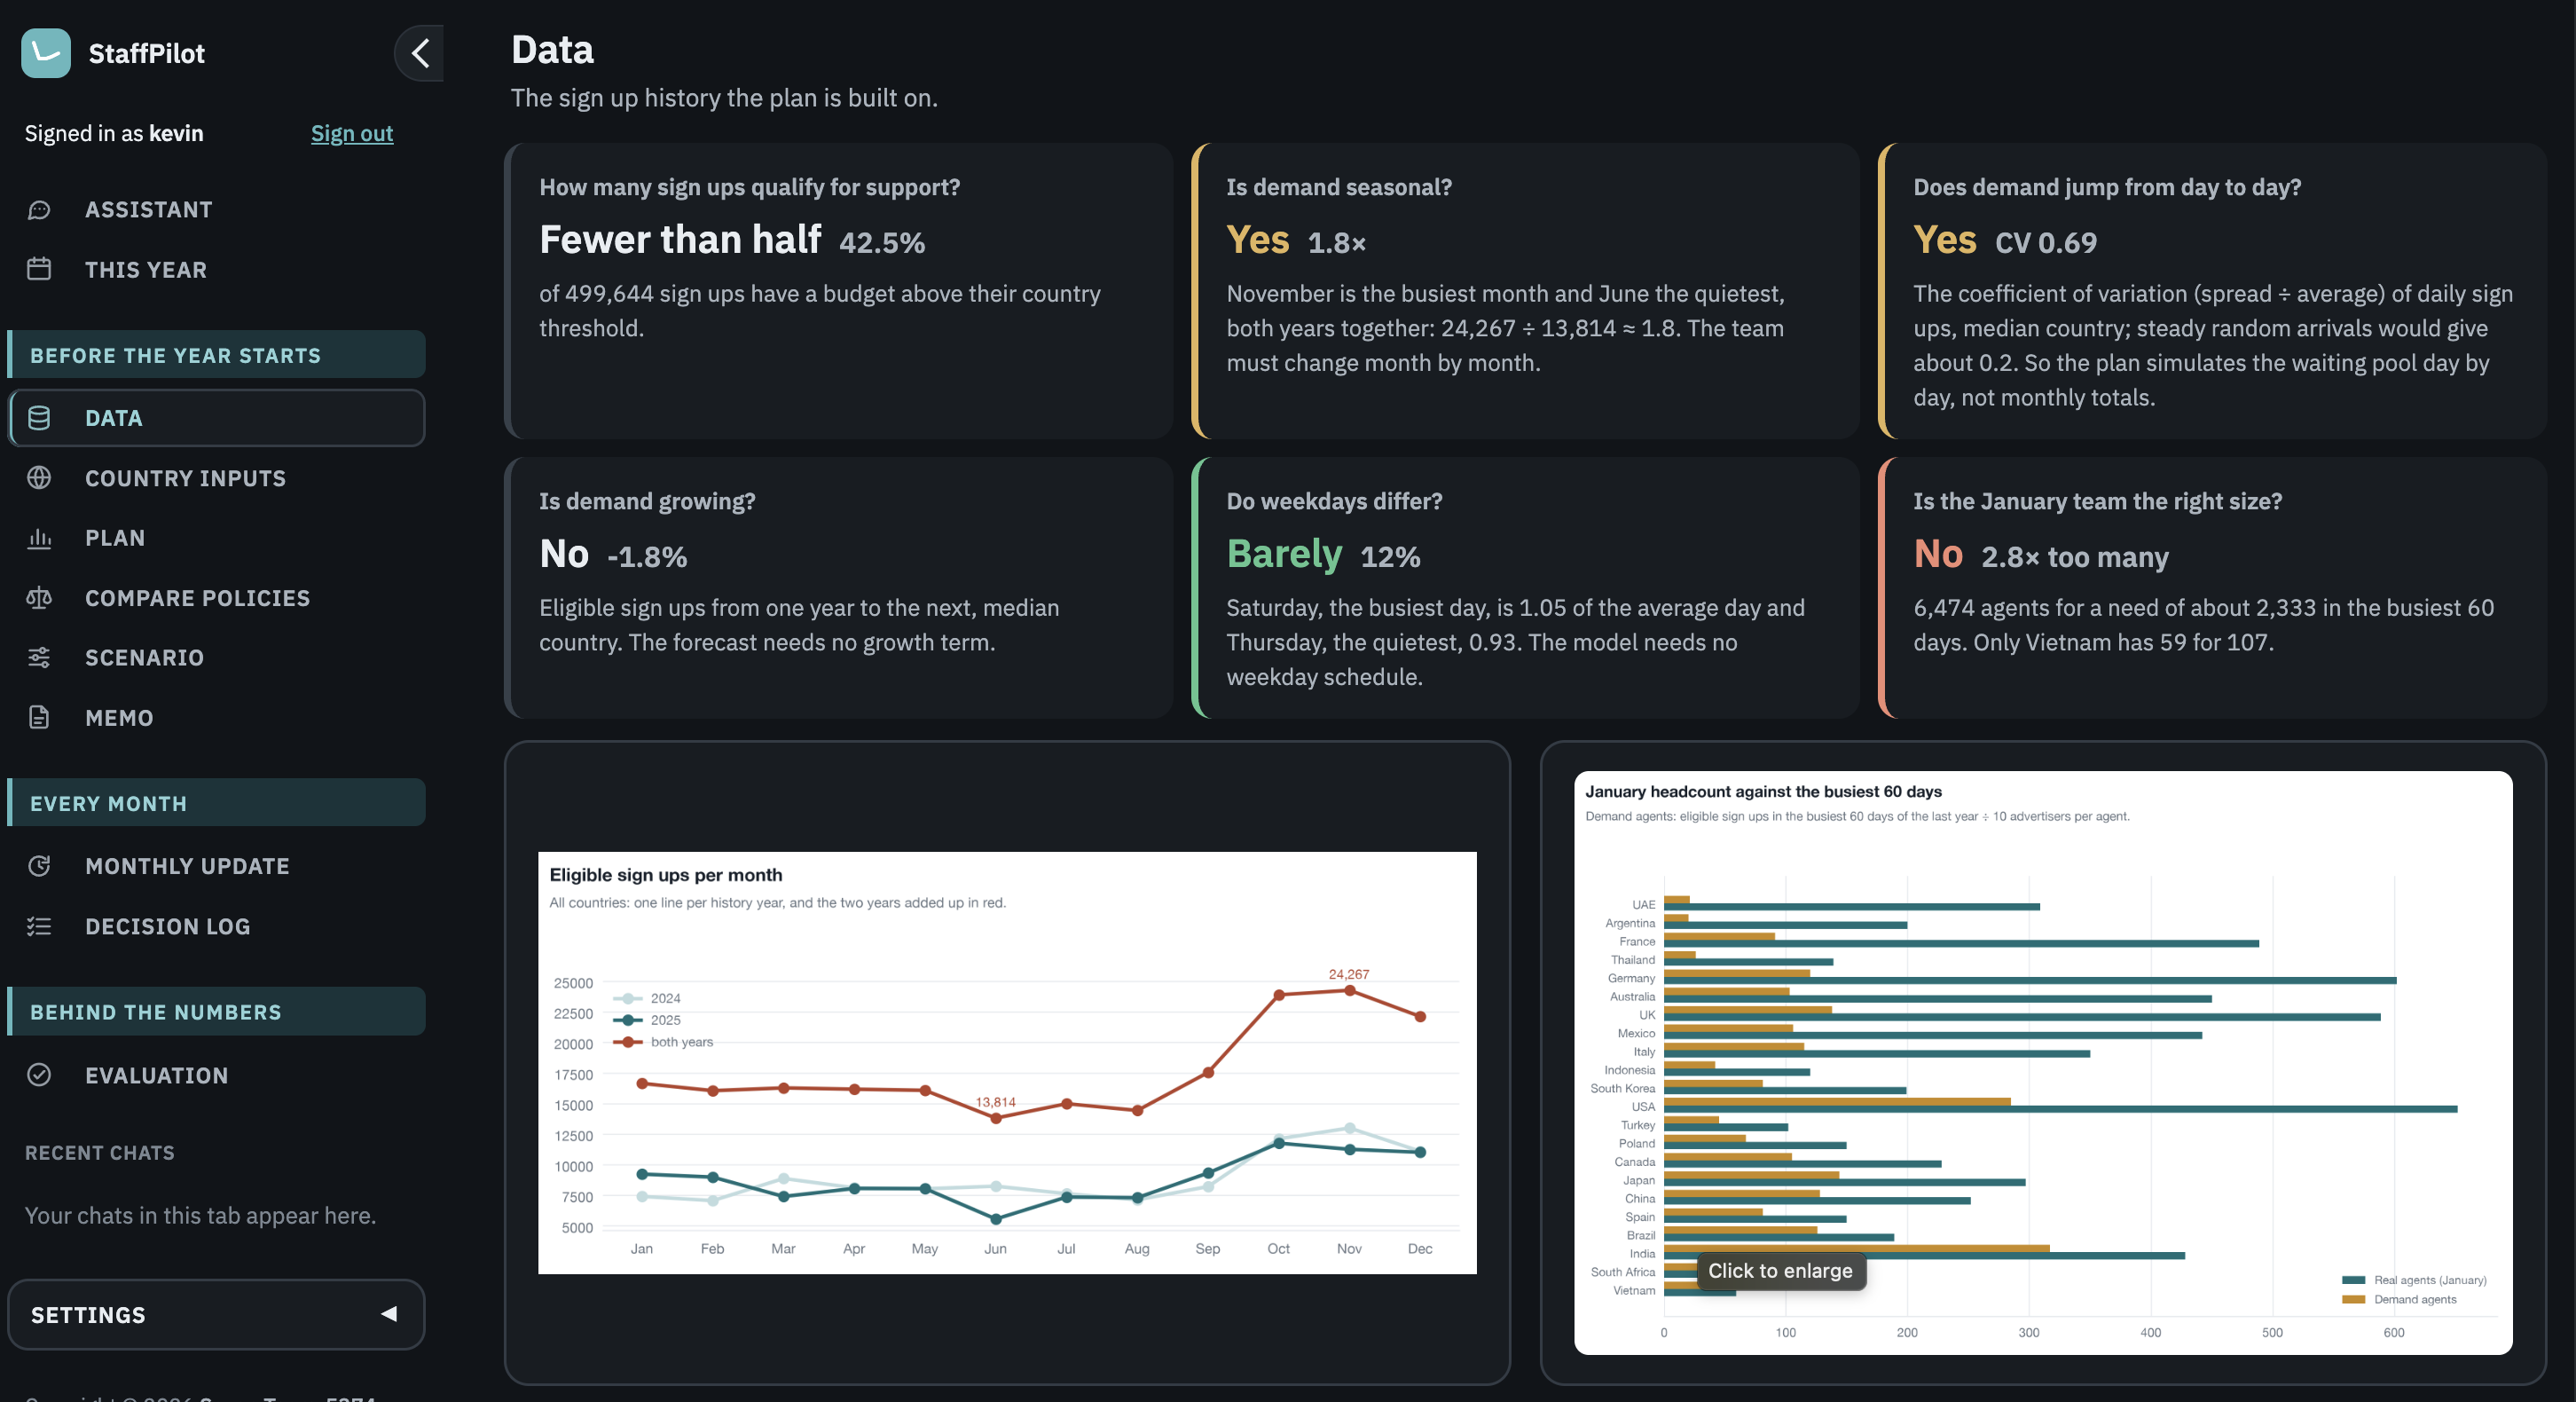 StaffPilot
Signed in as kevin
Sign out
ASSISTANT
THIS YEAR
BEFORE THE YEAR STARTS
DATA
COUNTRY INPUTS
PLAN
COMPARE POLICIES
SCENARIO
MEMO
EVERY MONTH
MONTHLY UPDATE
DECISION LOG
BEHIND THE NUMBERS
EVALUATION
RECENT CHATS
Your chats in this tab appear here.
SETTINGS
Data
The sign up history the plan is built on.
How many sign ups qualify for support?
Fewer than half 42.5%
of 499,644 sign ups have a budget above their country
threshold.
Is demand seasonal?
Yes 1.8×
November is the busiest month and June the quietest,
both years together: 24,267 ÷ 13,814 ≈ 1.8. The team
must change month by month.
Does demand jump from day to day?
Yes CV 0.69
The coefficient of variation (spread ÷ average) of daily sign
ups, median country; steady random arrivals would give
about 0.2. So the plan simulates the waiting pool day by
day, not monthly totals.
Is demand growing?
No -1.8%
Eligible sign ups from one year to the next, median
country. The forecast needs no growth term.
Do weekdays differ?
Barely 12%
Saturday, the busiest day, is 1.05 of the average day and
Thursday, the quietest, 0.93. The model needs no
weekday schedule.
Is the January team the right size?
No 2.8× too many
6,474 agents for a need of about 2,333 in the busiest 60
days. Only Vietnam has 59 for 107.
Eligible sign ups per month
All countries: one line per history year, and the two years added up in red.
25000
22500
20000
17500
15000
12500
10000
7500
5000
2024
2025
both years
24,267
13,814
Jan Feb Mar Apr May Jun Jul Aug Sep Oct Nov Dec
January headcount against the busiest 60 days
Demand agents: eligible sign ups in the busiest 60 days of the last year ÷ 10 advertisers per agent.
UAE
Argentina
France
Thailand
Germany
Australia
UK
Mexico
Italy
Indonesia
South Korea
USA
Turkey
Poland
Canada
Japan
China
Spain
Brazil
India
South Africa
Vietnam
Click to enlarge
Real agents (January)
Demand agents
0 100 200 300 400 500 600